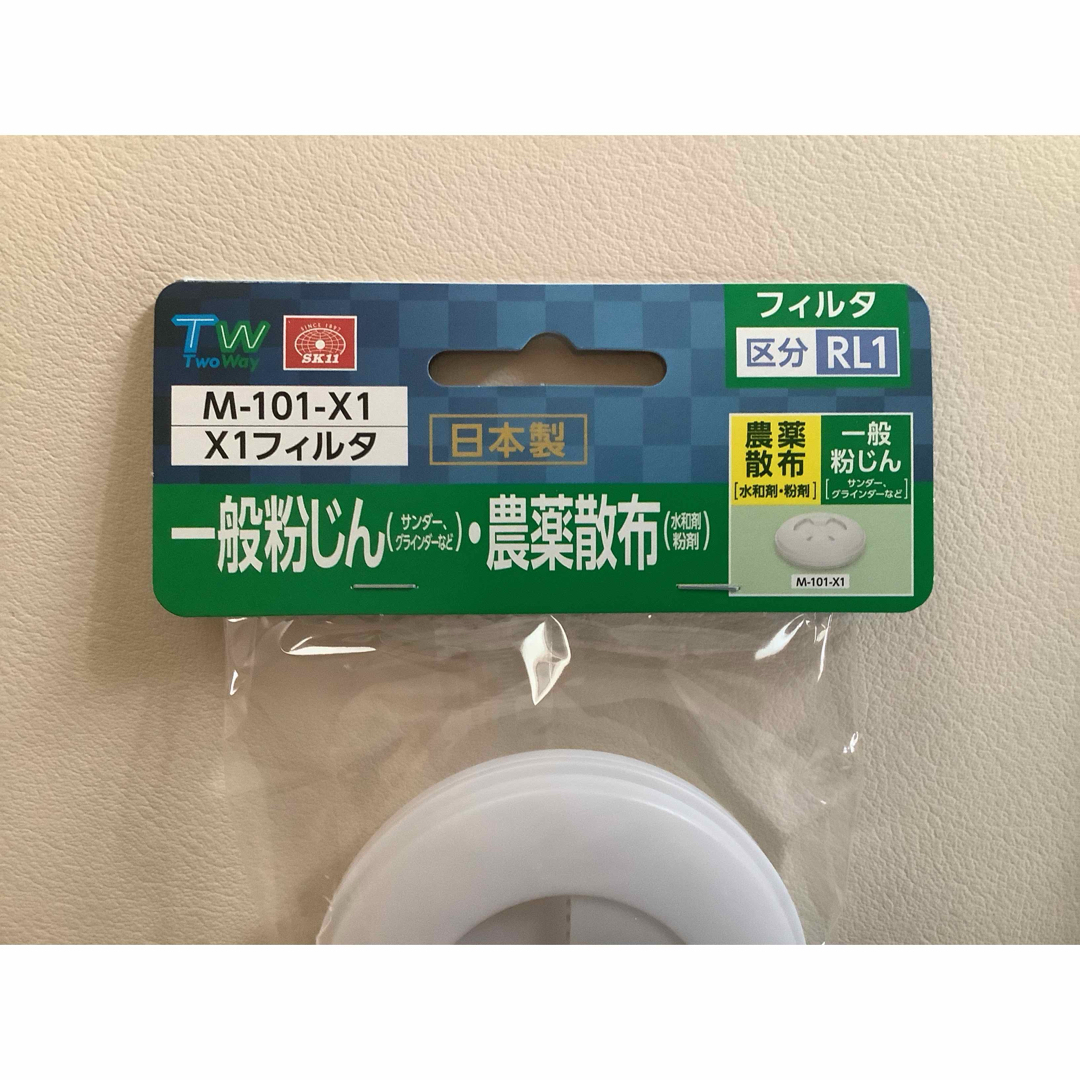 TW
TwoWay
SINCE 1897
SK11
フィルタ
区分 RL1
M-101-X1
X1フィルタ
日本製
農薬
散布
[水和剤・粉剤]
一般
粉じん
[サンダー、
グラインダーなど]
一般粉じん(サンダー、グラインダーなど)・農薬散布(水和剤 粉剤)
M-101-X1